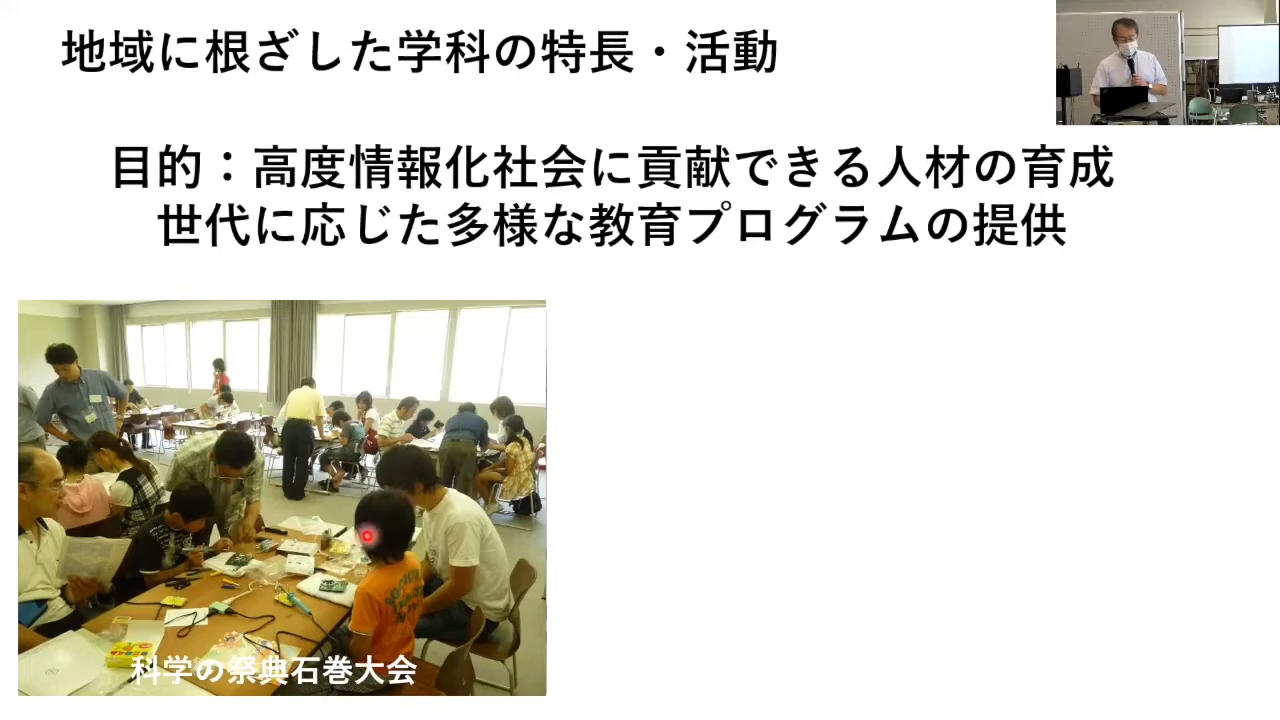 地域に根ざした学科の特長・活動
目的：高度情報化社会に貢献できる人材の育成
世代に応じた多様な教育プログラムの提供
科学の祭典石巻大会